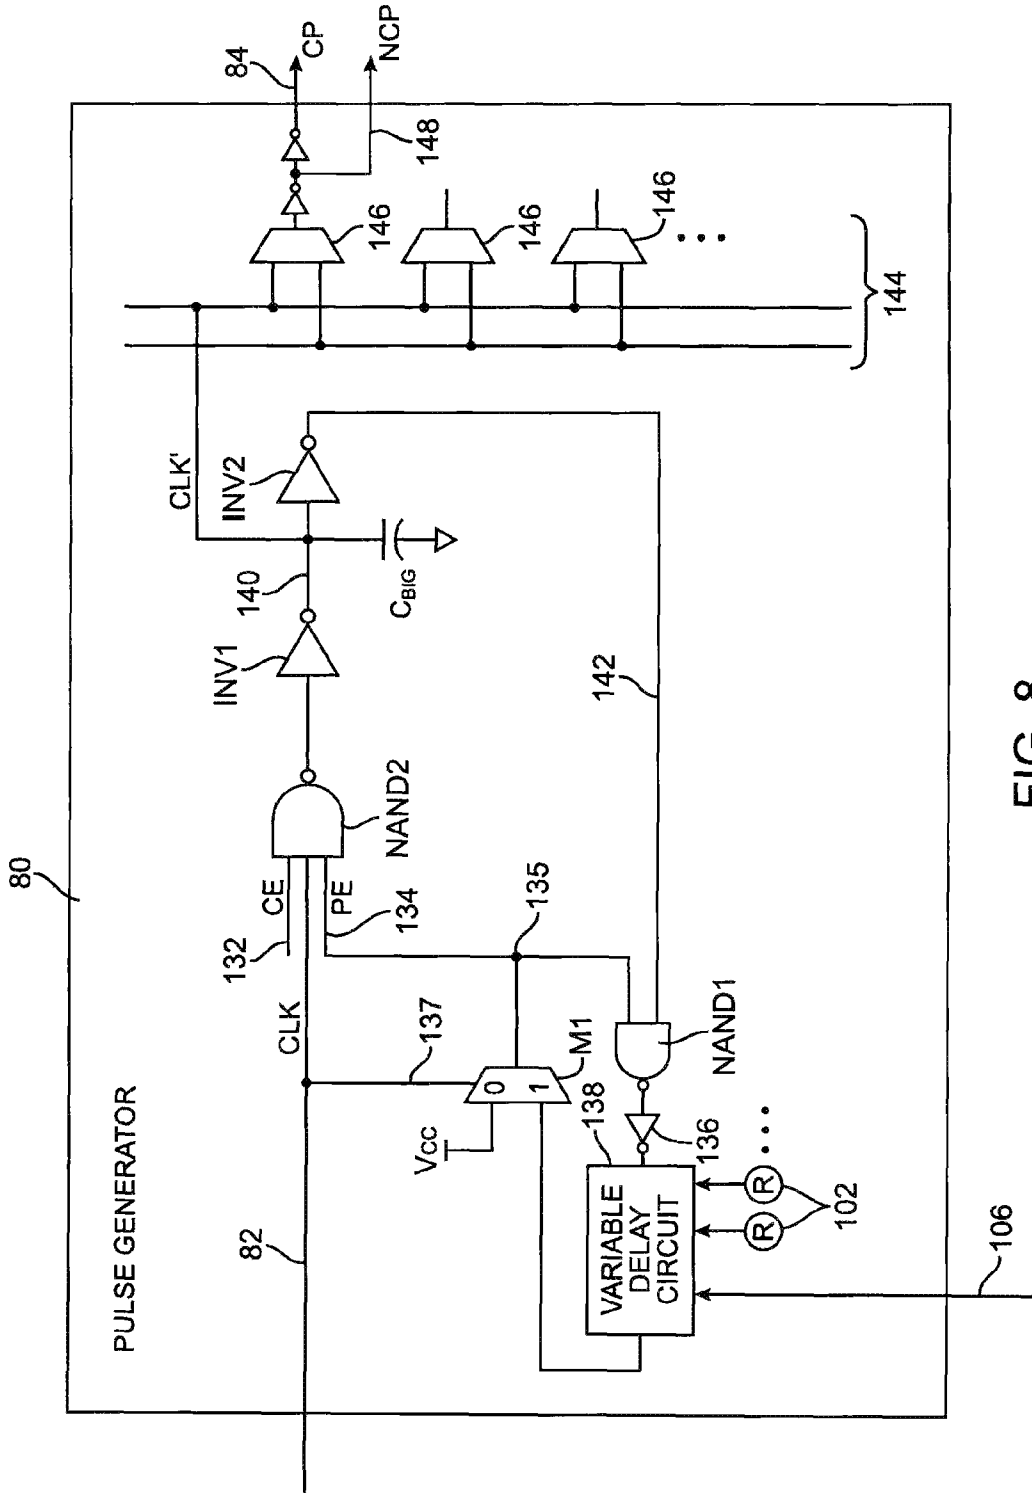 80
PULSE GENERATOR
CLK'
INV1
INV2
84
82
132
CE
140
CLK
CP
PE
146
NCP
NAND2
C_BIG
134
137
148
Vcc
0
1
135
146
M1
138
142
VARIABLE
DELAY
CIRCUIT
146
136
NAND1
R R
102
144
106
FIG. 8